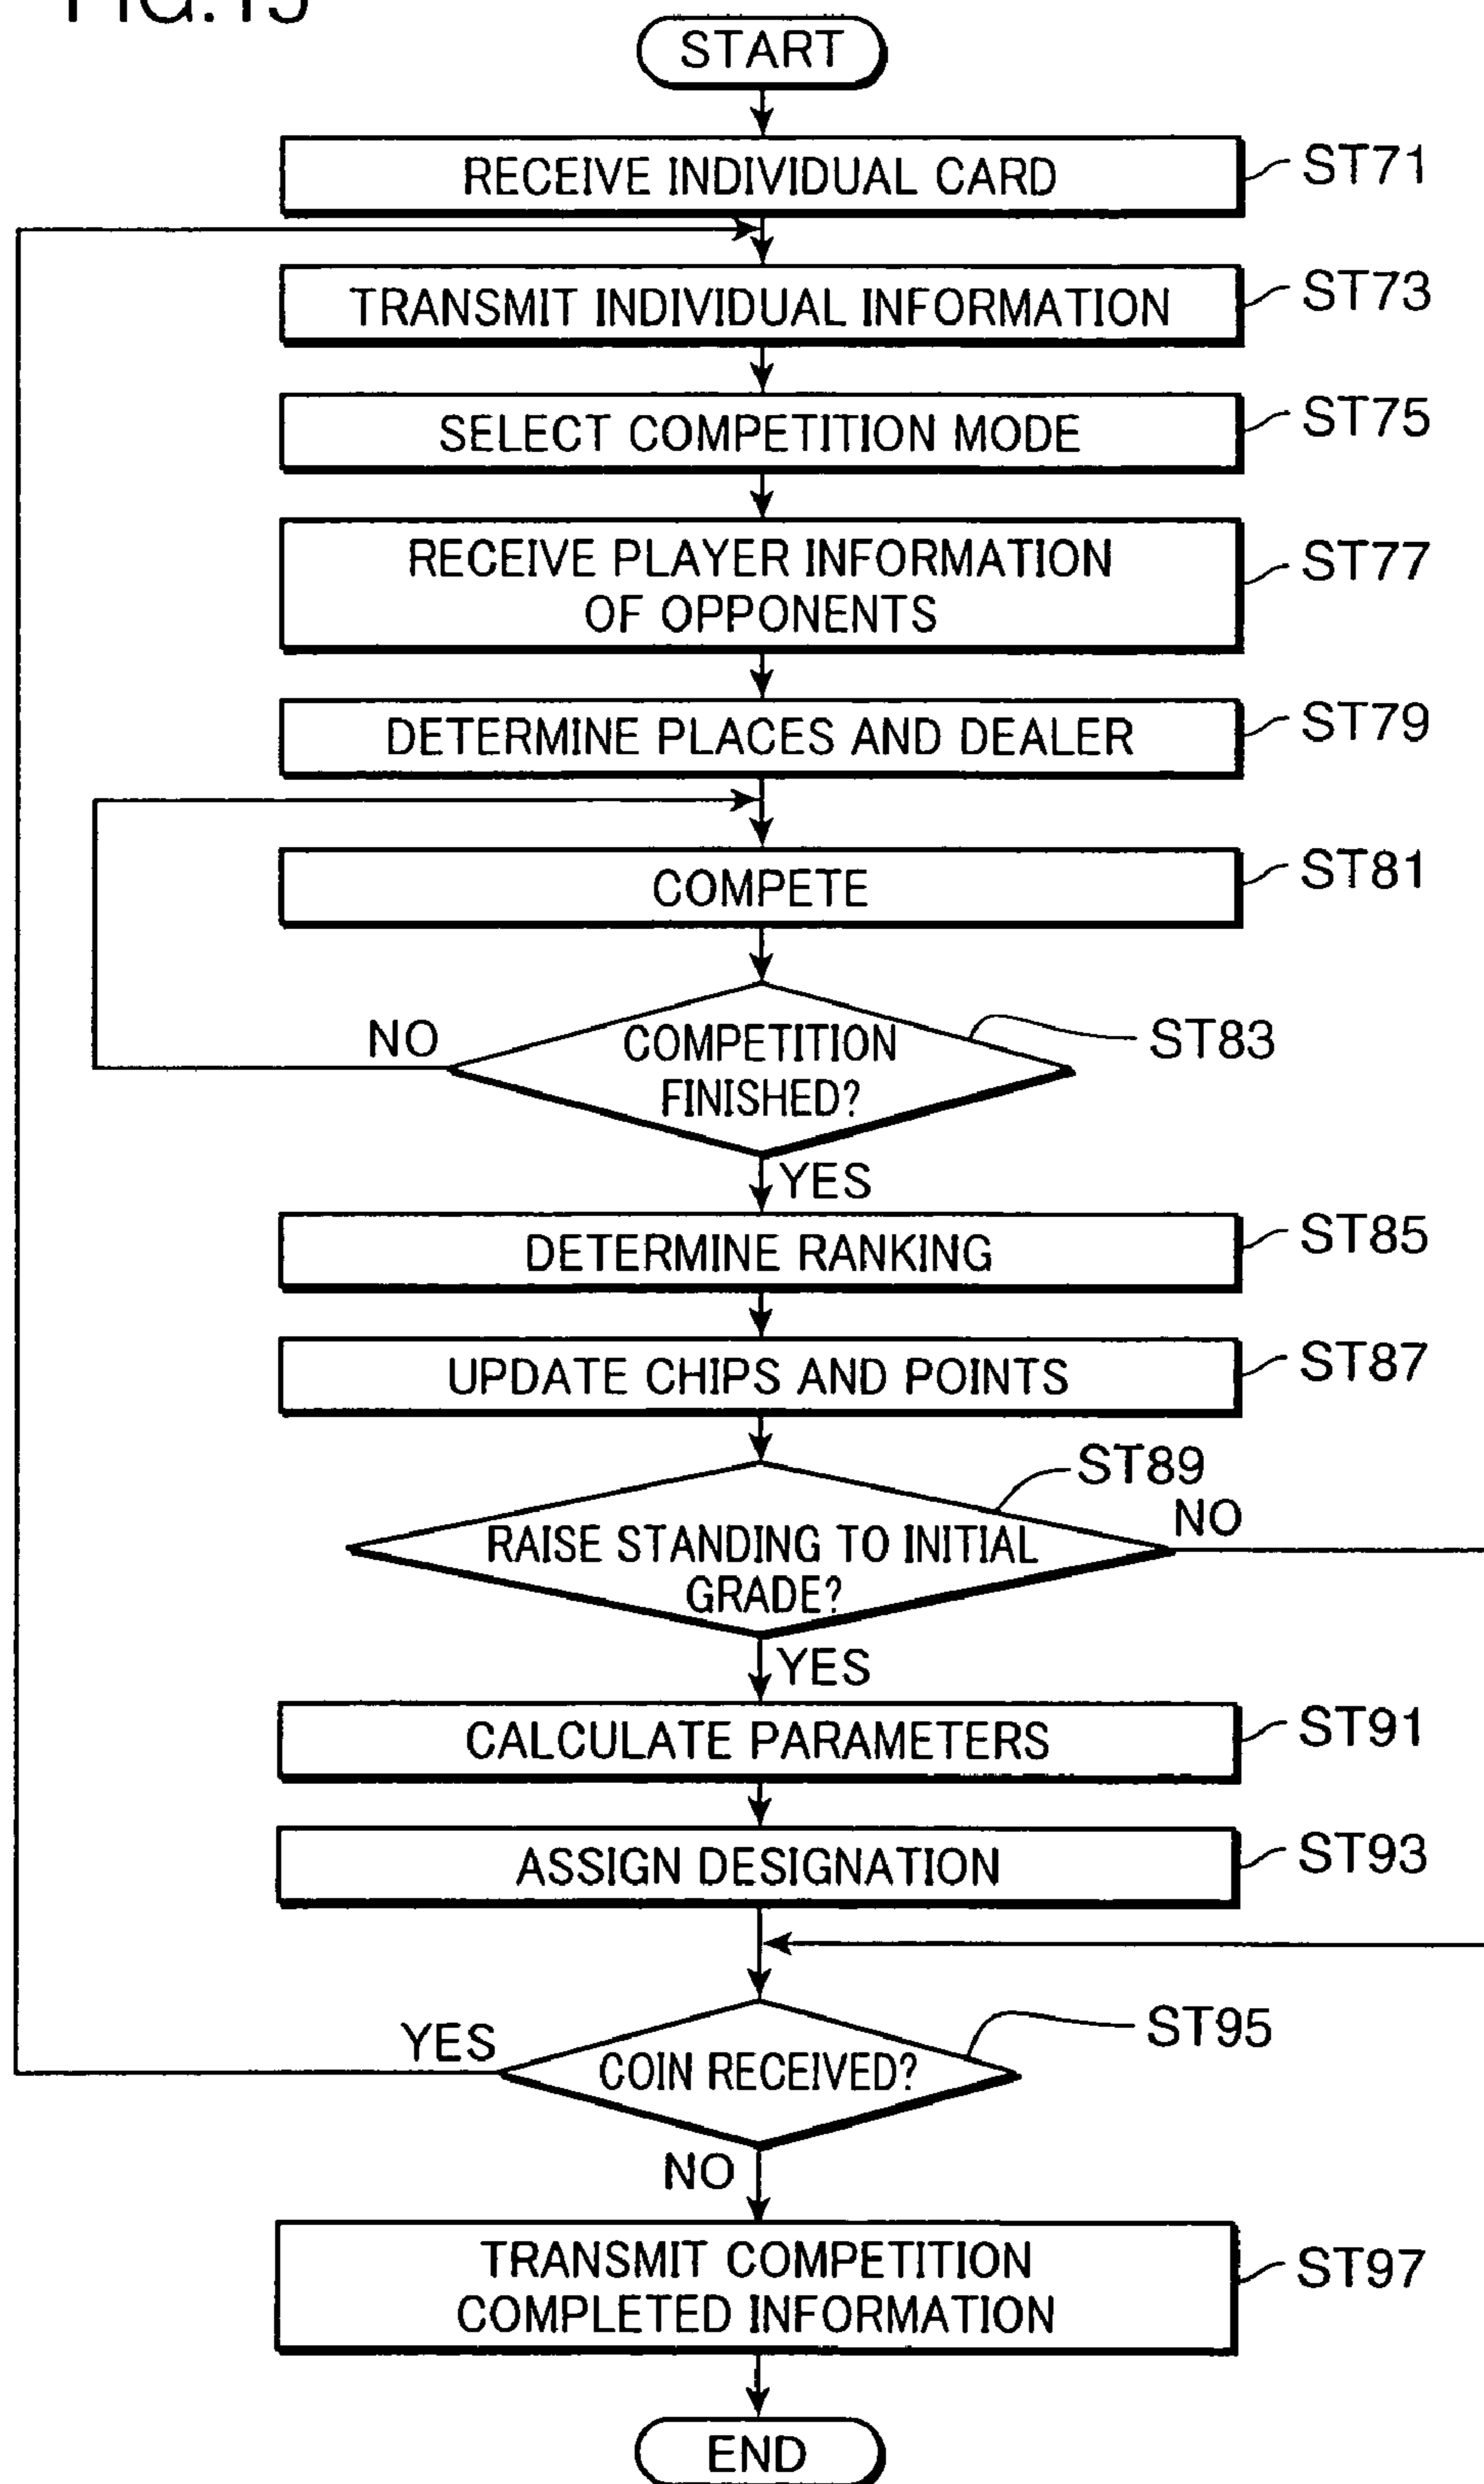 START
RECEIVE INDIVIDUAL CARD
ST71
TRANSMIT INDIVIDUAL INFORMATION
ST73
SELECT COMPETITION MODE
ST75
RECEIVE PLAYER INFORMATION
OF OPPONENTS
ST77
DETERMINE PLACES AND DEALER
ST79
COMPETE
ST81
NO
COMPETITION
FINISHED?
ST83
YES
DETERMINE RANKING
ST85
UPDATE CHIPS AND POINTS
ST87
ST89
NO
RAISE STANDING TO INITIAL
GRADE?
YES
CALCULATE PARAMETERS
ST91
ASSIGN DESIGNATION
ST93
YES
COIN RECEIVED?
ST95
NO
TRANSMIT COMPETITION
COMPLETED INFORMATION
ST97
END